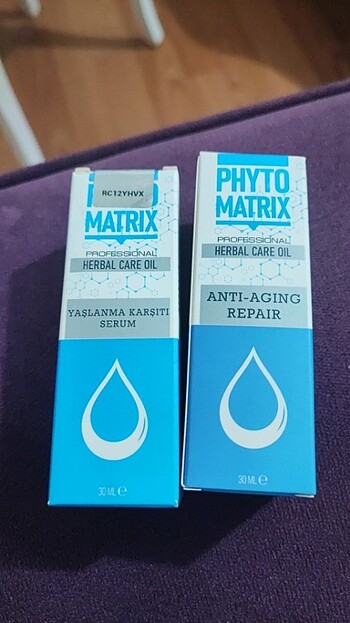 RC12YHVX
MATRIX
PROFESSIONAL
HERBAL CARE OIL
YAŞLANMA KARŞITI
SERUM
30 ML ℮
PHYTO
MATRIX
PROFESSIONAL
HERBAL CARE OIL
ANTI-AGING
REPAIR
30 ML ℮